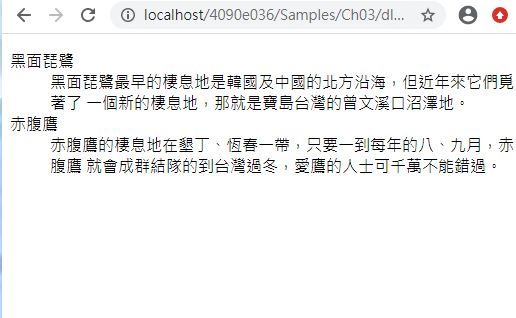 localhost/4090e036/Samples/Ch03/dl...
黑面琵鷺
黑面琵鷺最早的棲息地是韓國及中國的北方沿海，但近年來它們覓
著了 一個新的棲息地，那就是寶島台灣的曾文溪口沼澤地。
赤腹鷹
赤腹鷹的棲息地在墾丁、恆春一帶，只要一到每年的八、九月，赤
腹鷹 就會成群結隊的到台灣過冬，愛鷹的人士可千萬不能錯過。